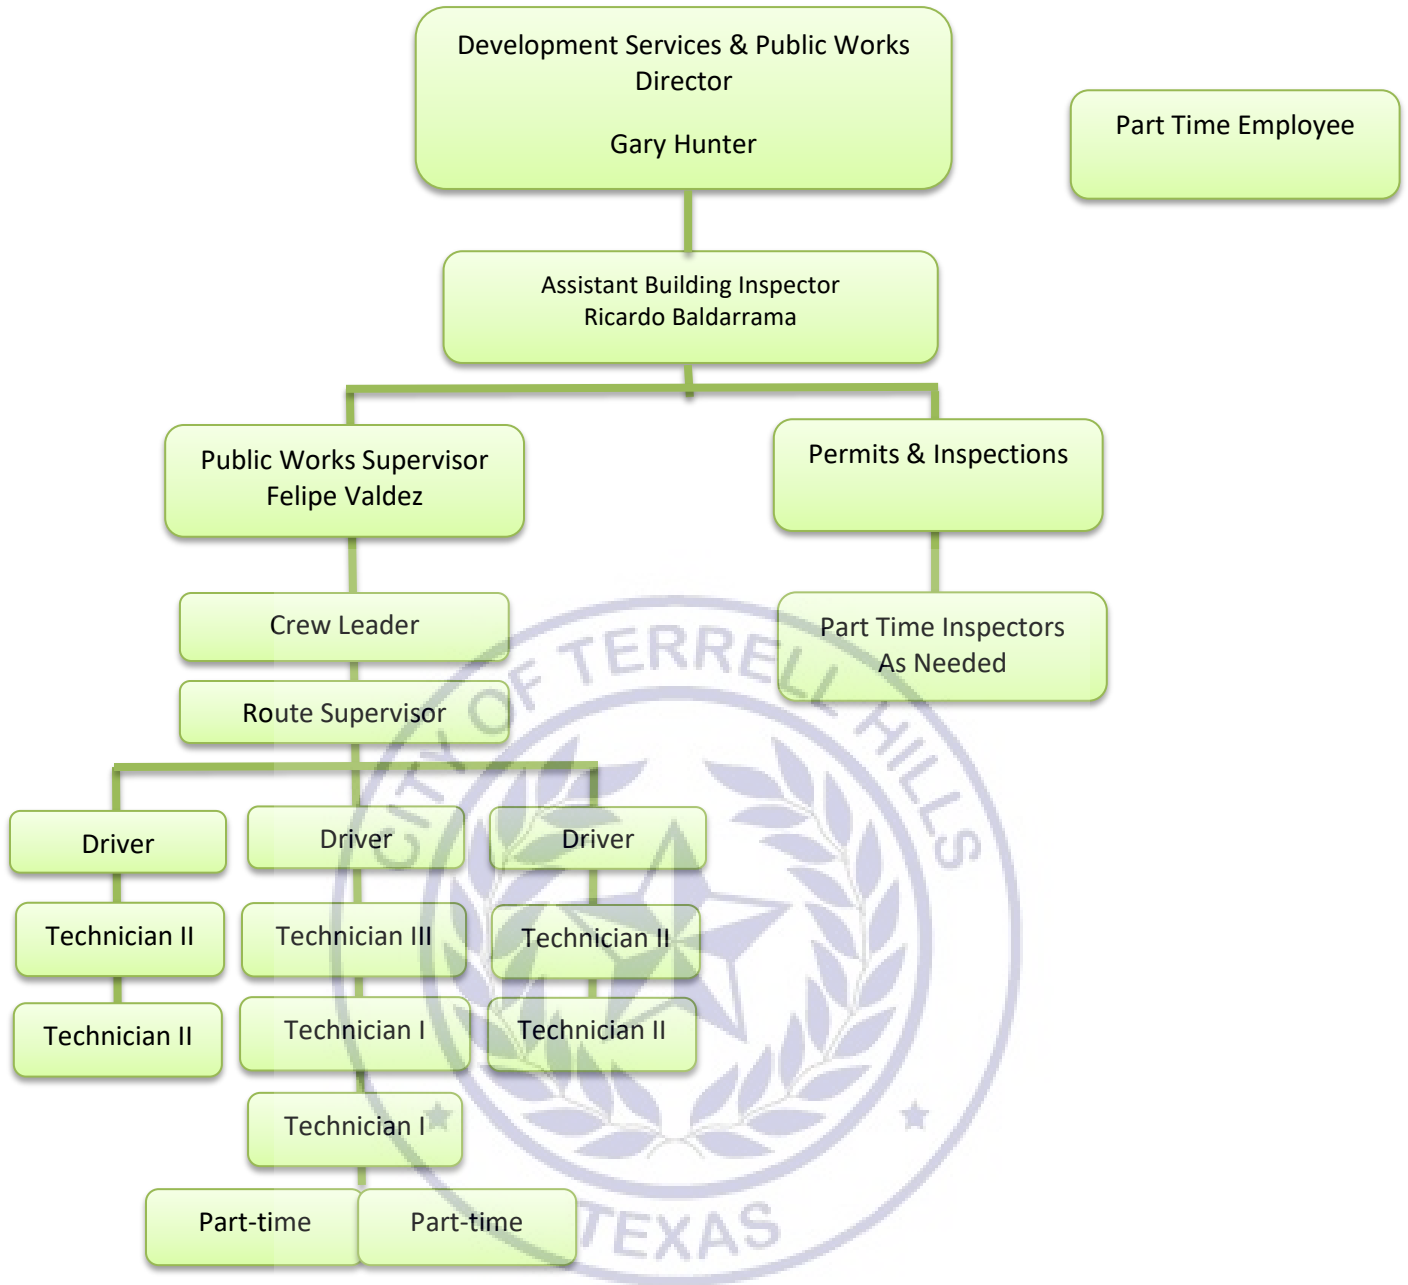 Development Services & Public Works
Director
Gary Hunter
Part Time Employee
Assistant Building Inspector
Ricardo Baldarrama
Public Works Supervisor
Felipe Valdez
Permits & Inspections
Crew Leader
Part Time Inspectors
As Needed
Route Supervisor
Driver
Driver
Driver
Technician II
Technician III
Technician II
Technician II
Technician I
Technician II
Technician I
Part-time
Part-time
CITY OF TERRELL HILLS
TEXAS